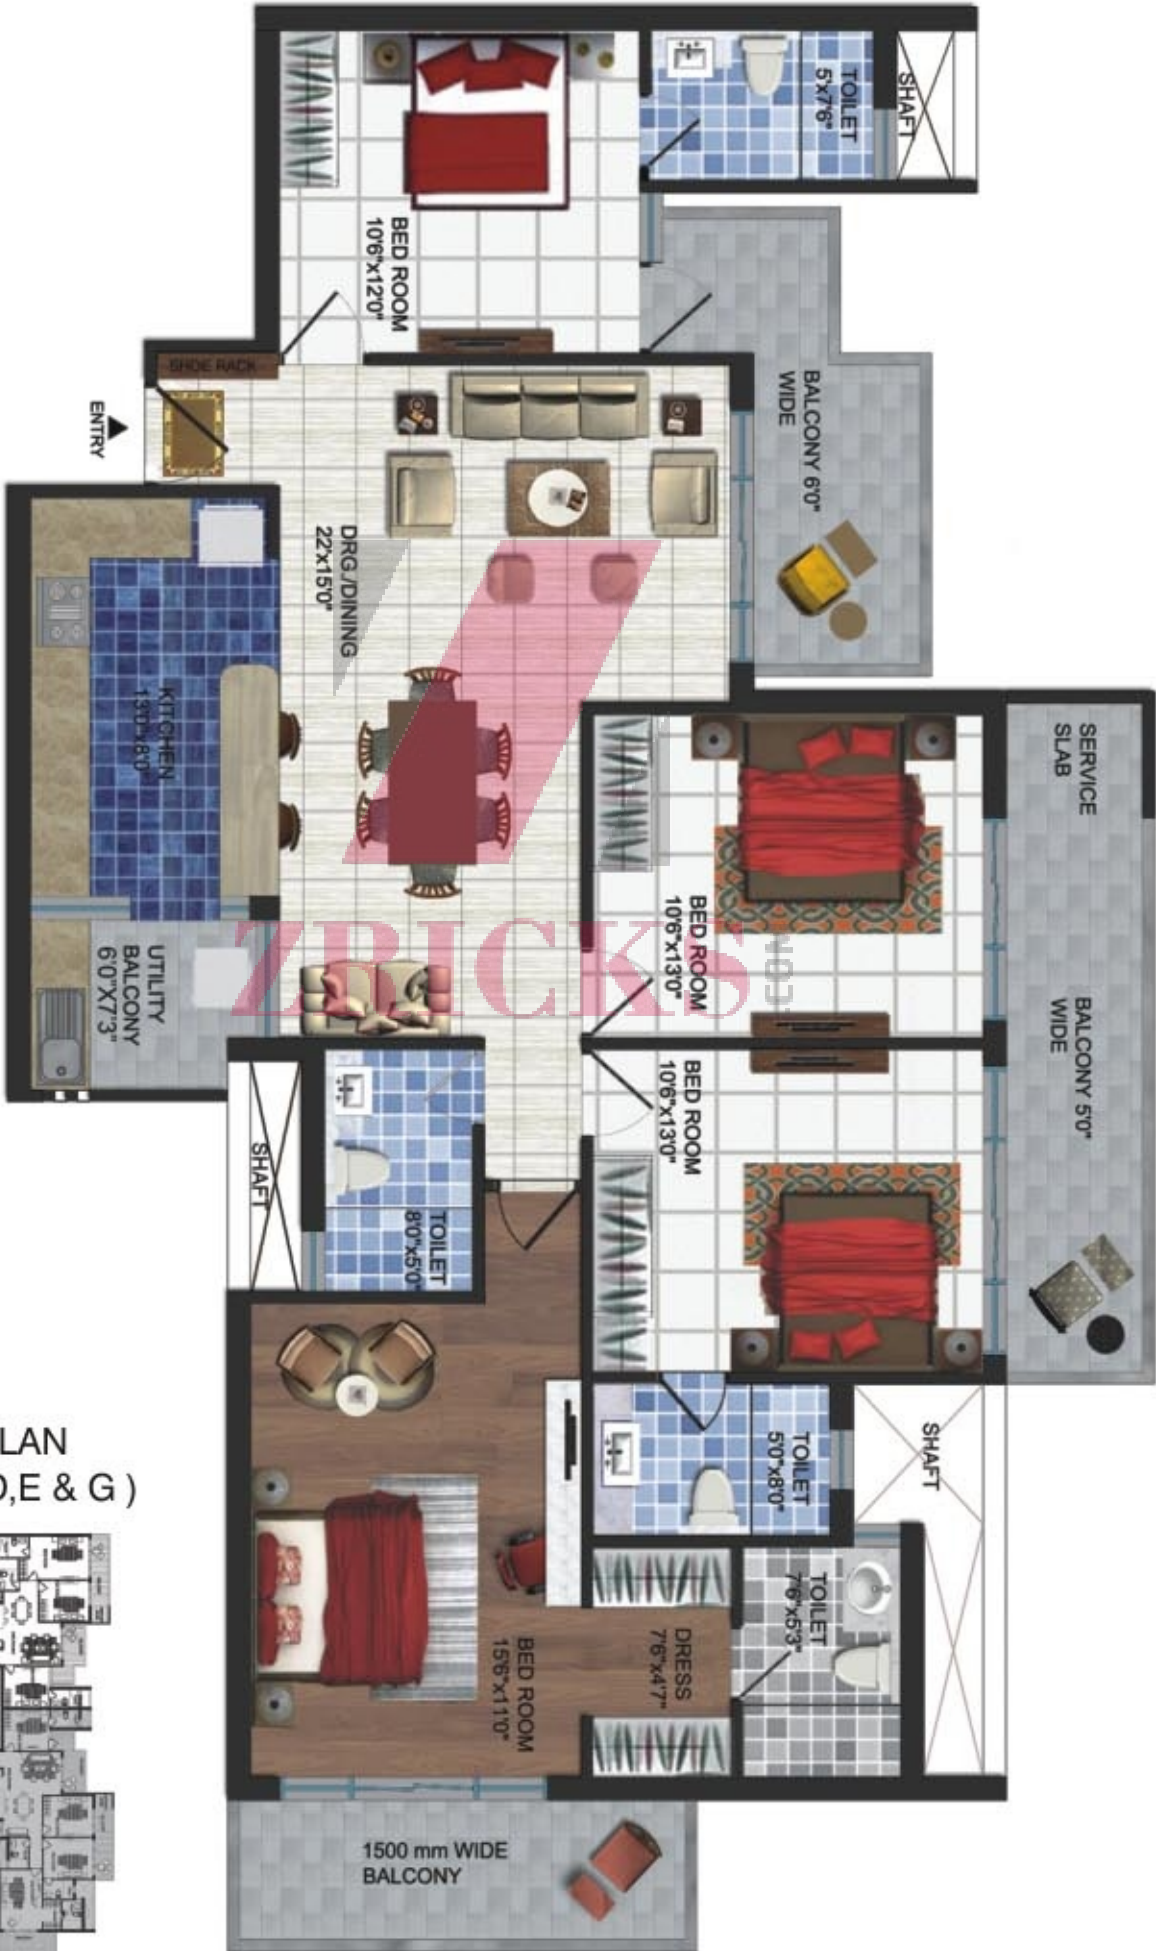 TOILET
5'x7'6"
SHAFT
BED ROOM
10'6"x12'0"
SHOE RACK
ENTRY
BALCONY 6'0"
WIDE
DRG./DINING
22'x15'0"
KITCHEN
13'0"x8'0"
SERVICE
SLAB
BED ROOM
10'6"x13'0"
BALCONY 5'0"
WIDE
UTILITY
BALCONY
6'0"X7'3"
ZRICKS
.COM
BED ROOM
10'6"x13'0"
SHAFT
TOILET
8'0"x5'0"
TOILET
5'0"x8'0"
SHAFT
LAN
E & G )
TOILET
7'6"x5'3"
DRESS
7'6"x4'7"
BED ROOM
15'6"x11'0"
1500 mm WIDE
BALCONY